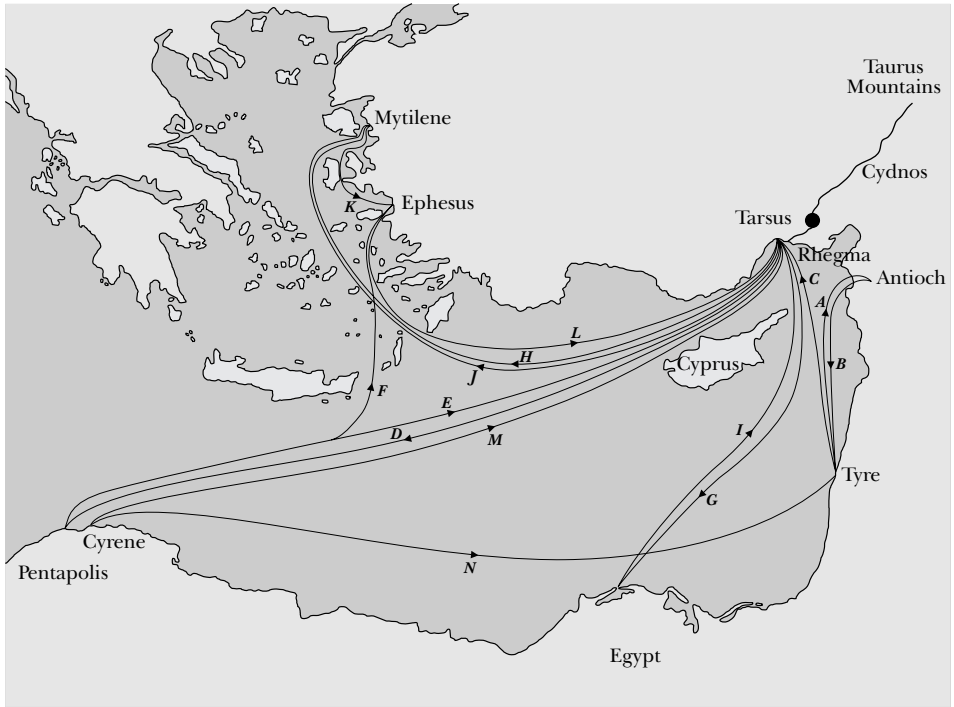 Taurus
Mountains
Mytilene
Cydnos
K
Ephesus
Tarsus
Rhegma
C
Antioch
A
L
H
B
J
Cyprus
F
E
D
M
I
G
Tyre
Cyrene
N
Pentapolis
Egypt